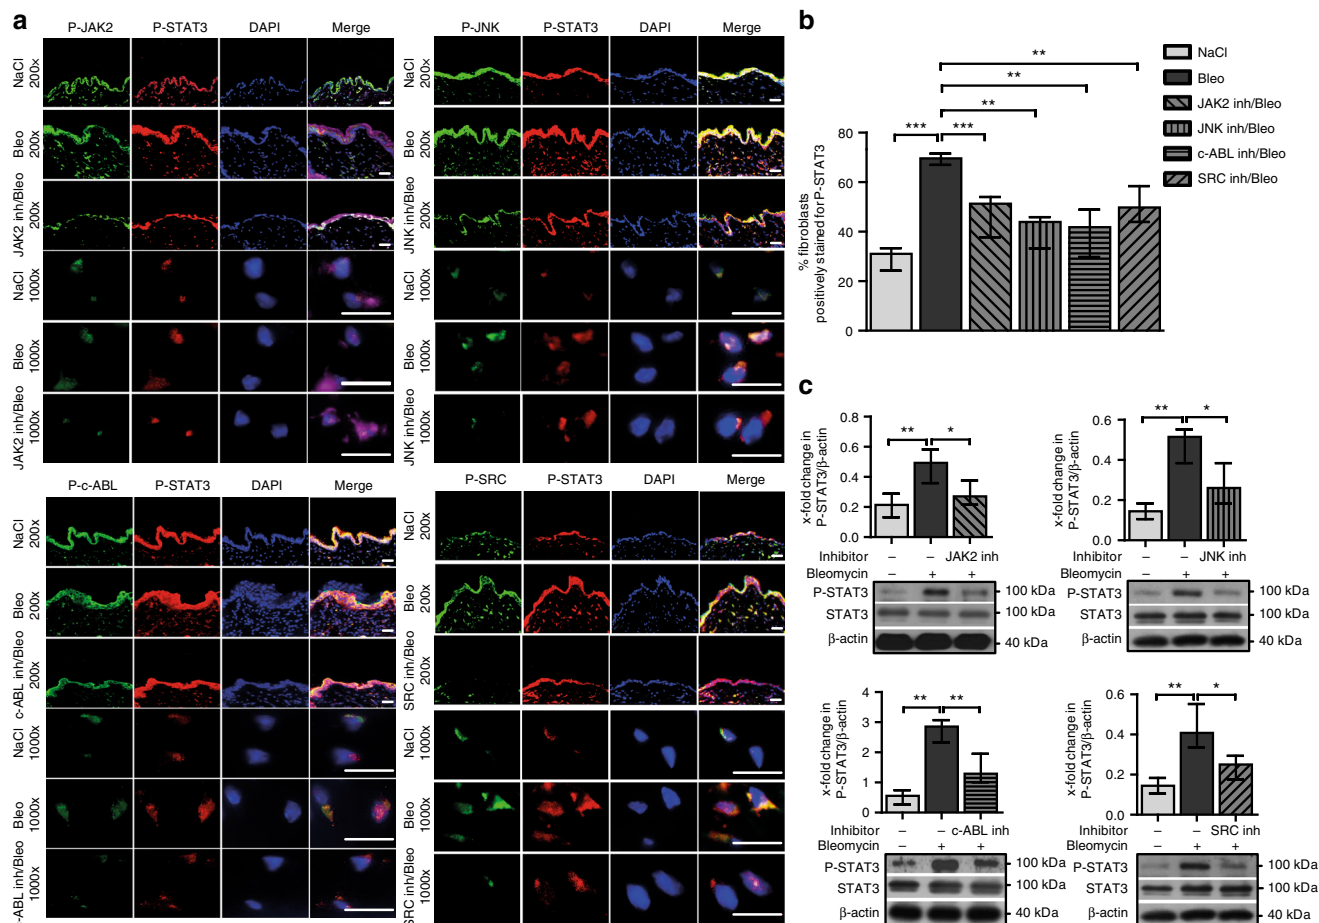 a
P-JAK2 P-STAT3 DAPI Merge
NaCl 200x
Bleo 200x
JAK2 inh/Bleo 200x
NaCl 1000x
Bleo 1000x
JAK2 inh/Bleo 1000x
P-JNK P-STAT3 DAPI Merge
NaCl 200x
Bleo 200x
JNK inh/Bleo 200x
NaCl 1000x
Bleo 1000x
JNK inh/Bleo 1000x
P-c-ABL P-STAT3 DAPI Merge
NaCl 200x
Bleo 200x
c-ABL inh/Bleo 200x
NaCl 1000x
Bleo 1000x
-ABL inh/Bleo 1000x
P-SRC P-STAT3 DAPI Merge
NaCl 200x
Bleo 200x
SRC inh/Bleo 200x
NaCl 1000x
Bleo 1000x
SRC inh/Bleo 1000x
b
% fibroblasts
positively stained for P-STAT3
80
60
40
20
0
*** ***
**
**
**
NaCl
Bleo
JAK2 inh/Bleo
JNK inh/Bleo
c-ABL inh/Bleo
SRC inh/Bleo
c
x-fold change in
P-STAT3/β-actin
0.8
0.6
0.4
0.2
0.0
** *
Inhibitor – – JAK2 inh
Bleomycin – + +
P-STAT3 100 kDa
STAT3 100 kDa
β-actin 40 kDa
x-fold change in
P-STAT3/β-actin
0.6
0.4
0.2
0.0
** *
Inhibitor – – JNK inh
Bleomycin – + +
P-STAT3 100 kDa
STAT3 100 kDa
β-actin 40 kDa
x-fold change in
P-STAT3/β-actin
4
3
2
1
0
** **
Inhibitor – – c-ABL inh
Bleomycin – + +
P-STAT3 100 kDa
STAT3 100 kDa
β-actin 40 kDa
x-fold change in
P-STAT3/β-actin
0.6
0.4
0.2
0.0
** *
Inhibitor – – SRC inh
Bleomycin – + +
P-STAT3 100 kDa
STAT3 100 kDa
β-actin 40 kDa